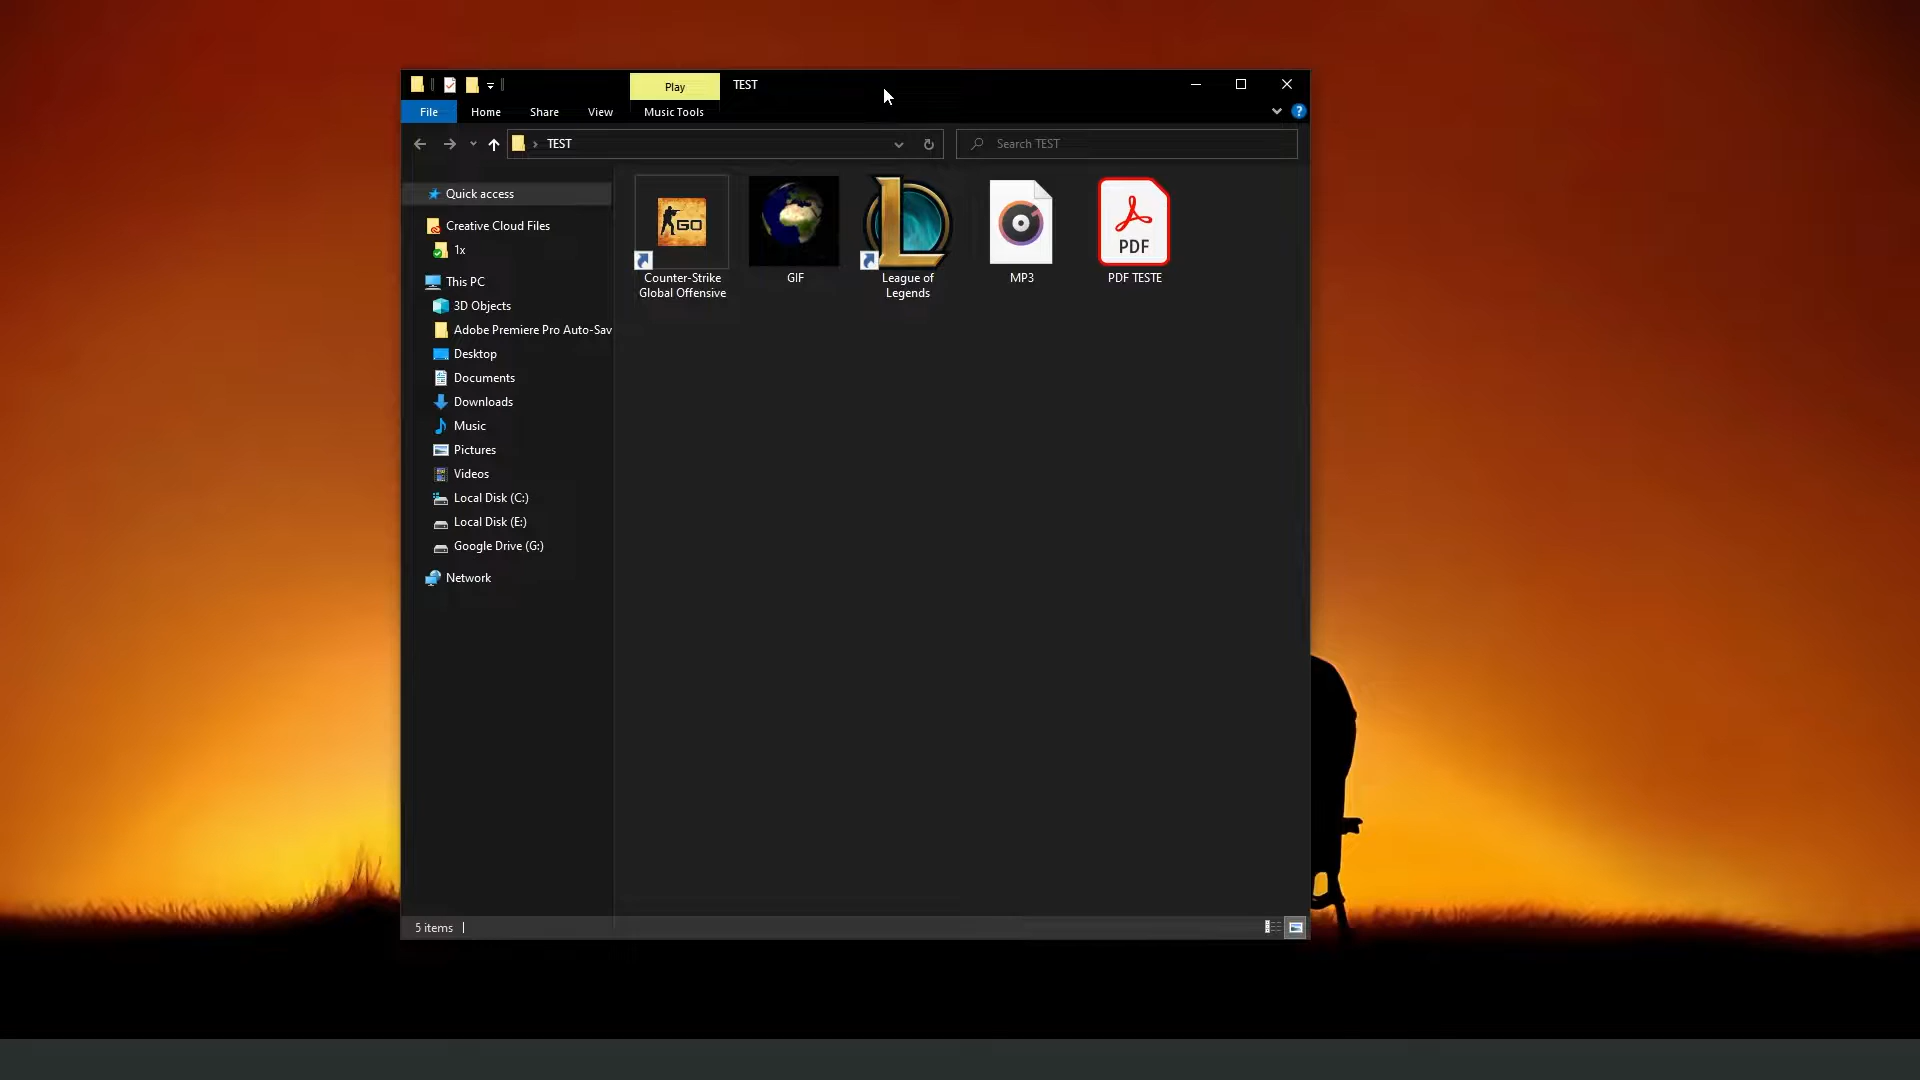 Play
TEST
File
Home
Share
View
Music Tools
?
TEST
Search TEST
Quick access
Creative Cloud Files
1x
This PC
3D Objects
Adobe Premiere Pro Auto-Sav
Desktop
Documents
Downloads
Music
Pictures
Videos
Local Disk (C:)
Local Disk (E:)
Google Drive (G:)
Network
GO
Counter-Strike
Global Offensive
GIF
League of
Legends
MP3
PDF
PDF TESTE
5 items